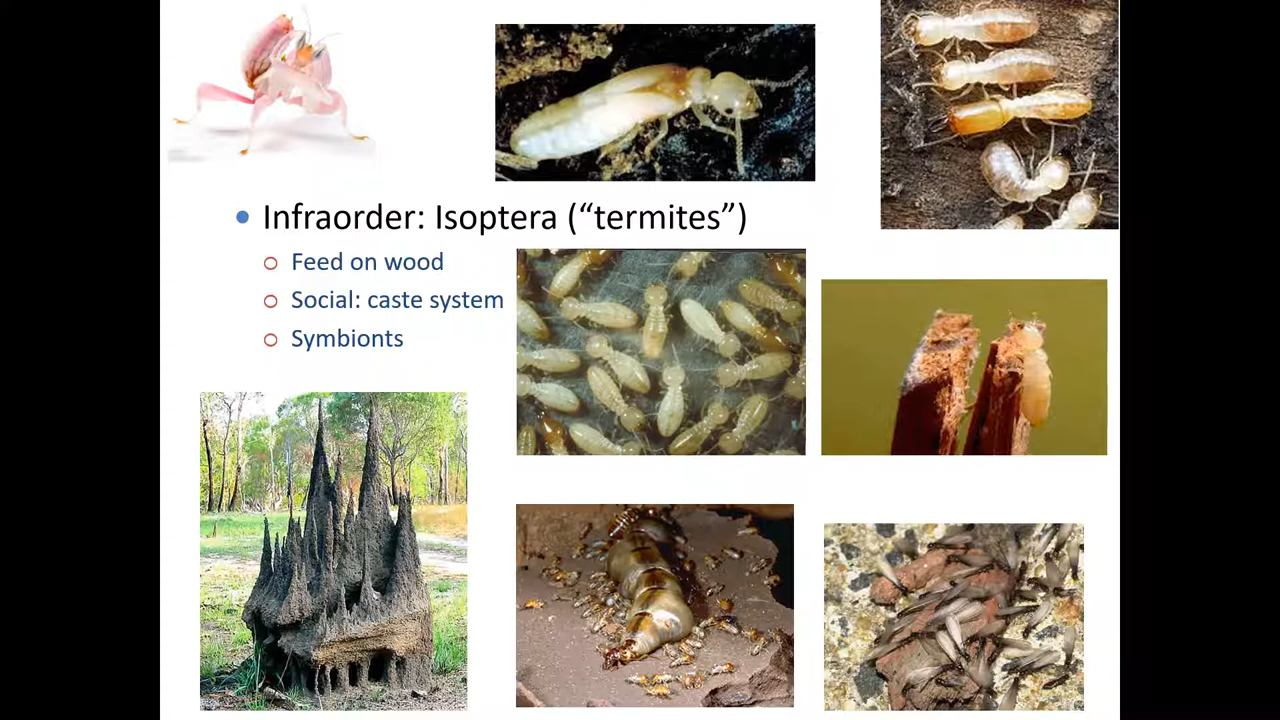 Infraorder: Isoptera (“termites”)
Feed on wood
Social: caste system
Symbionts